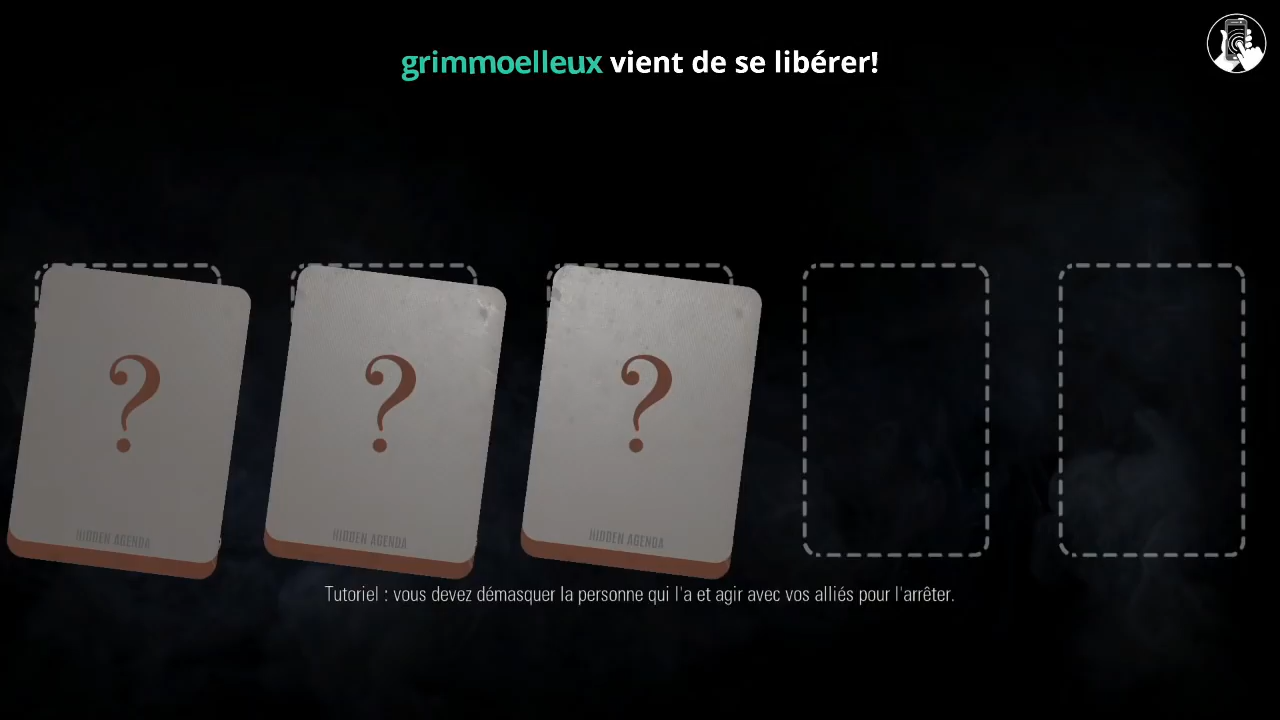 grimmoelleux vient de se libérer!
?
?
?
HIDDEN AGENDA
HIDDEN AGENDA
HIDDEN AGENDA
Tutoriel : vous devez démasquer la personne qui l'a et agir avec vos alliés pour l'arrêter.